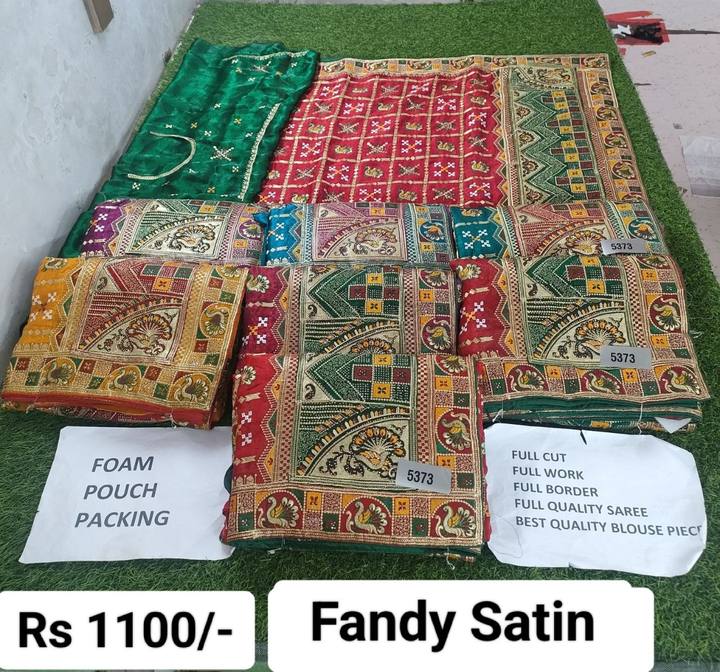 5373
5373
5373
FOAM
POUCH
PACKING
FULL CUT
FULL WORK
FULL BORDER
FULL QUALITY SAREE
BEST QUALITY BLOUSE PIEC
Rs 1100/-
Fandy Satin